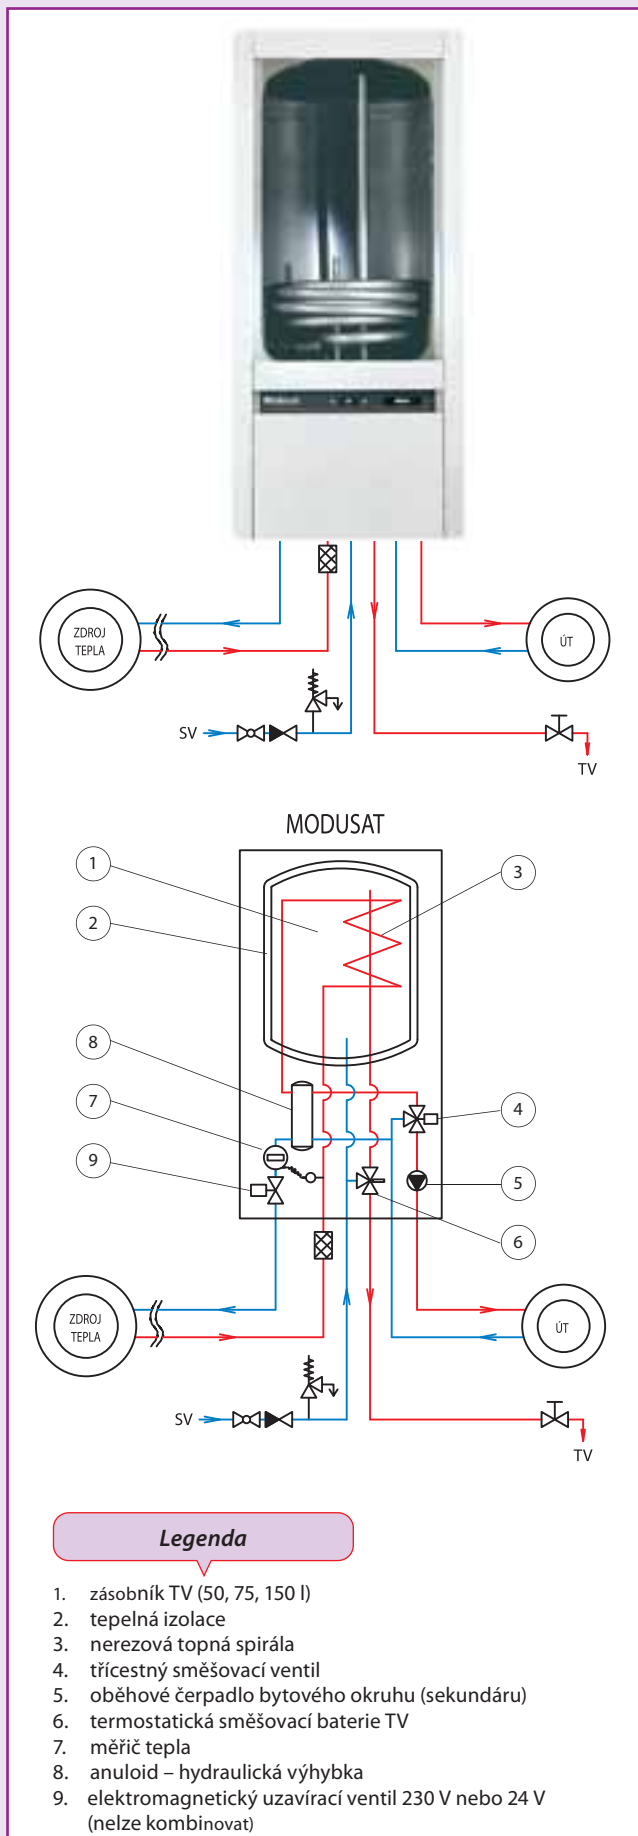 ZDROJ
TEPLA
ÚT
SV
TV
MODUSAT
1
2
3
8
7
9
4
5
6
ZDROJ
TEPLA
ÚT
SV
TV
Legenda
1. zásobník TV (50, 75, 150 l)
2. tepelná izolace
3. nerezová topná spirála
4. třícestný směšovací ventil
5. oběhové čerpadlo bytového okruhu (sekundáru)
6. termostatická směšovací baterie TV
7. měřič tepla
8. anuloid – hydraulická výhybka
9. elektromagnetický uzavírací ventil 230 V nebo 24 V
(nelze kombinovat)